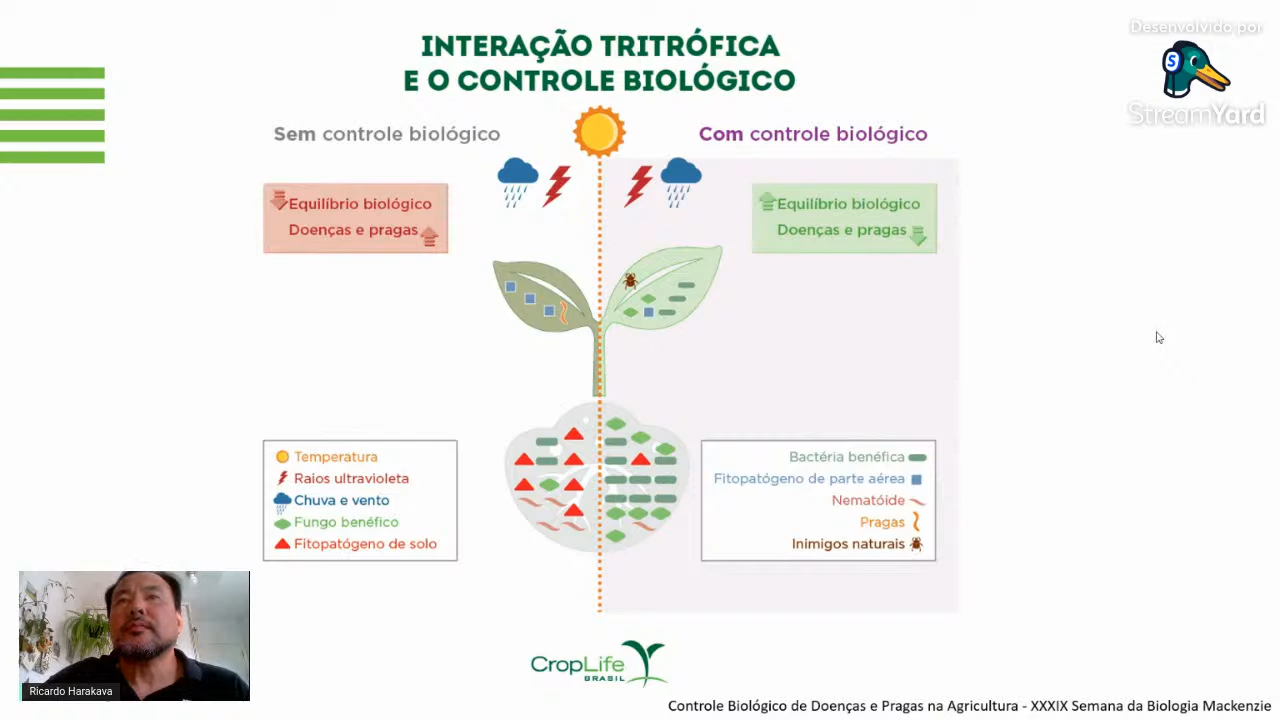 INTERAÇÃO TRITRÓFICA
E O CONTROLE BIOLÓGICO
Desenvolvido por
S
StreamYard
Sem controle biológico
Com controle biológico
Equilíbrio biológico
Doenças e pragas
Equilíbrio biológico
Doenças e pragas
Temperatura
Raios ultravioleta
Chuva e vento
Fungo benéfico
Fitopatógeno de solo
Bactéria benéfica
Fitopatógeno de parte aérea
Nematóide
Pragas
Inimigos naturais
Ricardo Harakava
CropLife
BRASIL
Controle Biológico de Doenças e Pragas na Agricultura - XXXIX Semana da Biologia Mackenzie